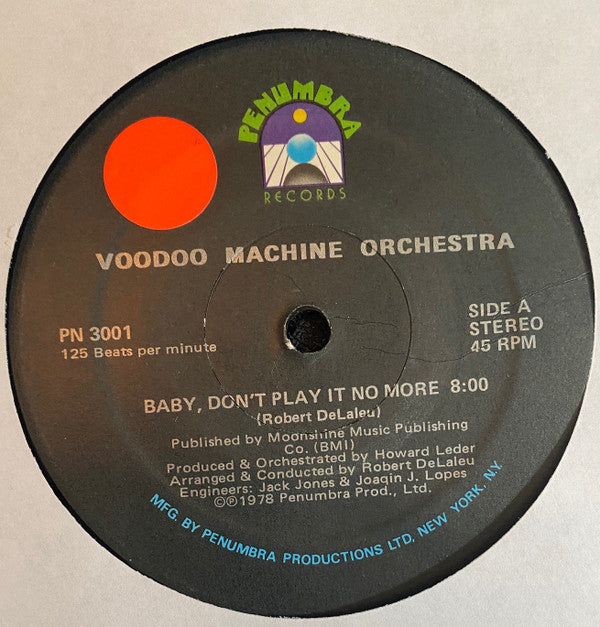 PENUMBRA
RECORDS
VOODOO MACHINE ORCHESTRA
PN 3001
125 Beats per minute
SIDE A
STEREO
45 RPM
BABY, DON'T PLAY IT NO MORE 8:00
(Robert DeLaleu)
Published by Moonshine Music Publishing
Co. (BMI)
Produced & Orchestrated by Howard Leder
Arranged & Conducted by Robert DeLaleu
Engineers: Jack Jones & Joaqin J. Lopes
©℗1978 Penumbra Prod., Ltd.
MFG. BY PENUMBRA PRODUCTIONS LTD, NEW YORK, N.Y.